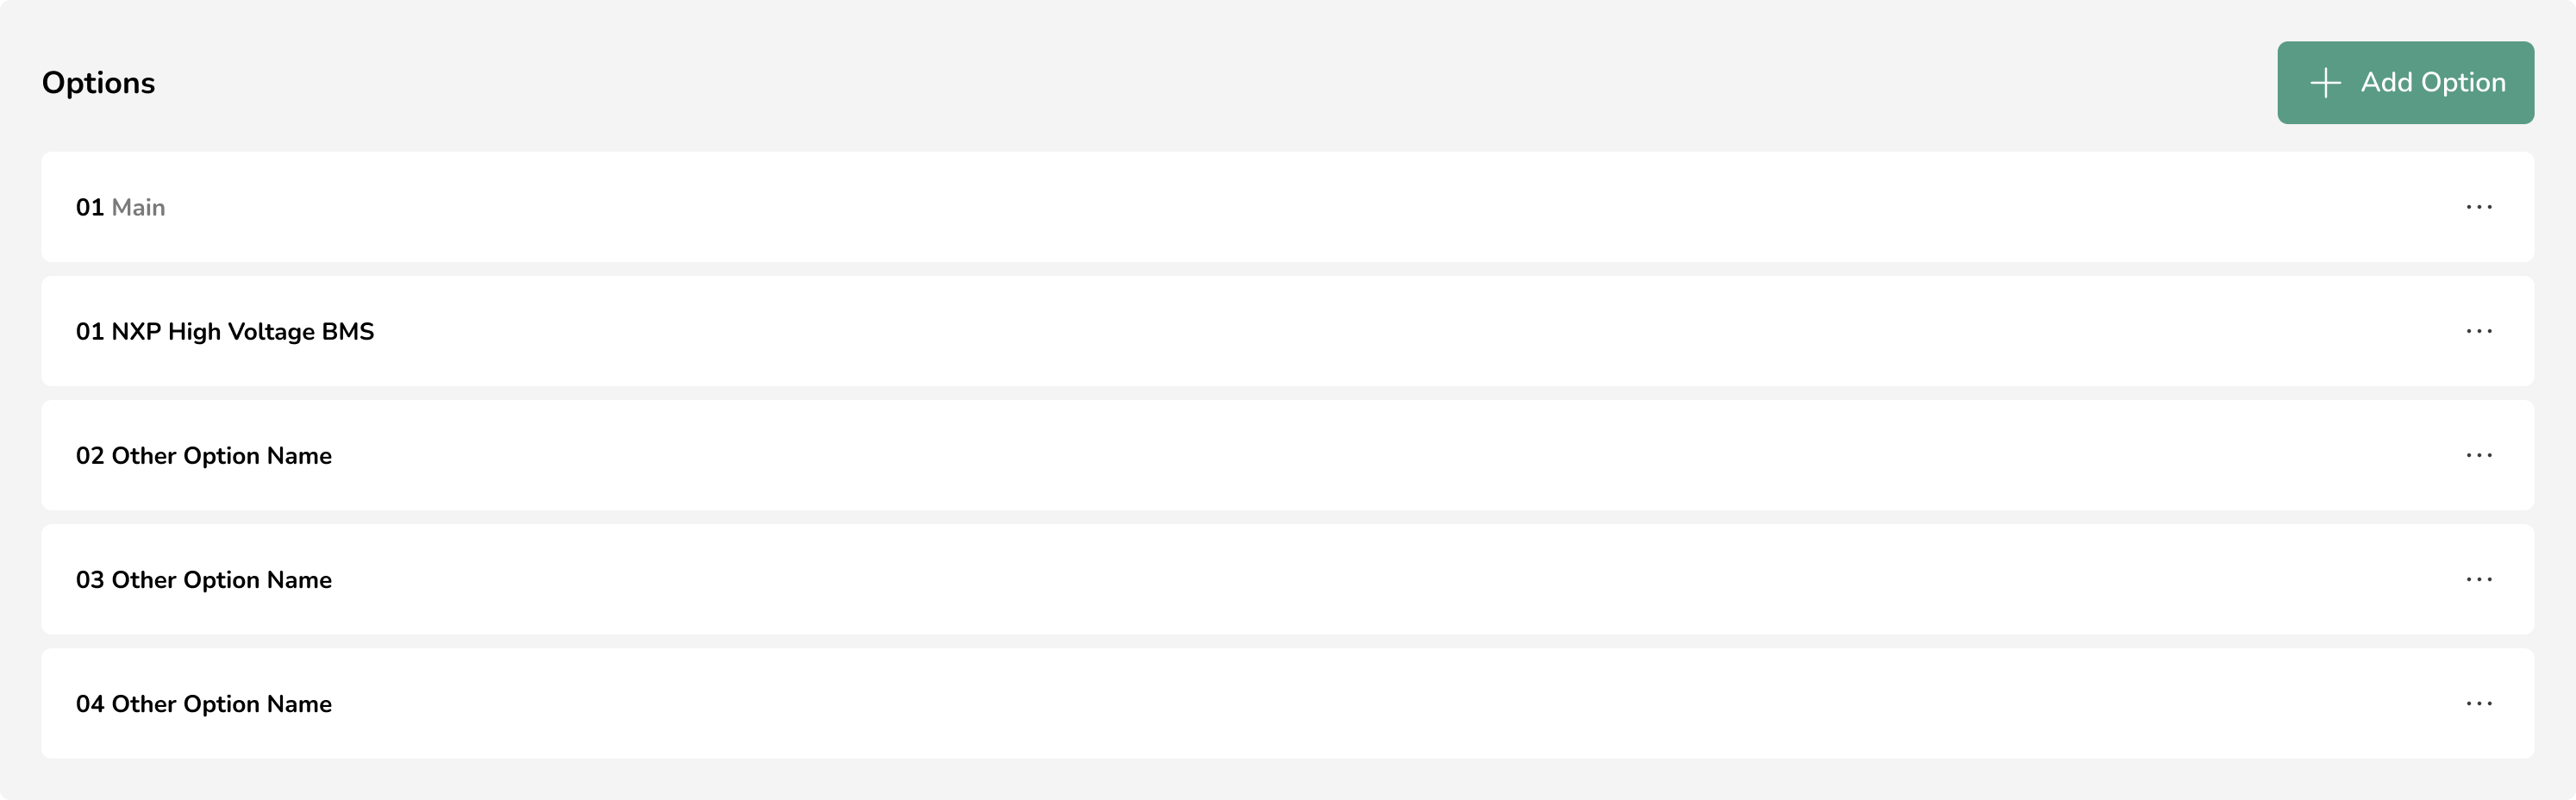 Options
Add Option
01 Main
01 NXP High Voltage BMS
02 Other Option Name
03 Other Option Name
04 Other Option Name